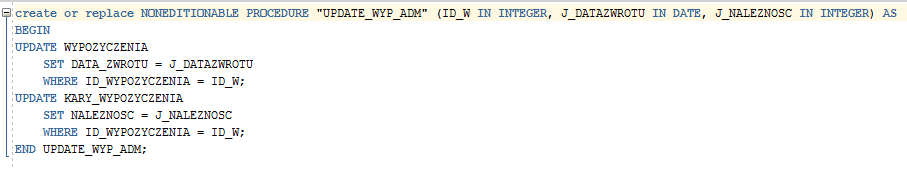 create or replace NONEDITIONABLE PROCEDURE "UPDATE_WYP_ADM" (ID_W IN INTEGER, J_DATAZWROTU IN DATE, J_NALEZNOSC IN INTEGER) AS
BEGIN
UPDATE WYPOZYCZENIA
    SET DATA_ZWROTU = J_DATAZWROTU
    WHERE ID_WYPOZYCZENIA = ID_W;
UPDATE KARY_WYPOZYCZENIA
    SET NALEZNOSC = J_NALEZNOSC
    WHERE ID_WYPOZYCZENIA = ID_W;
END UPDATE_WYP_ADM;